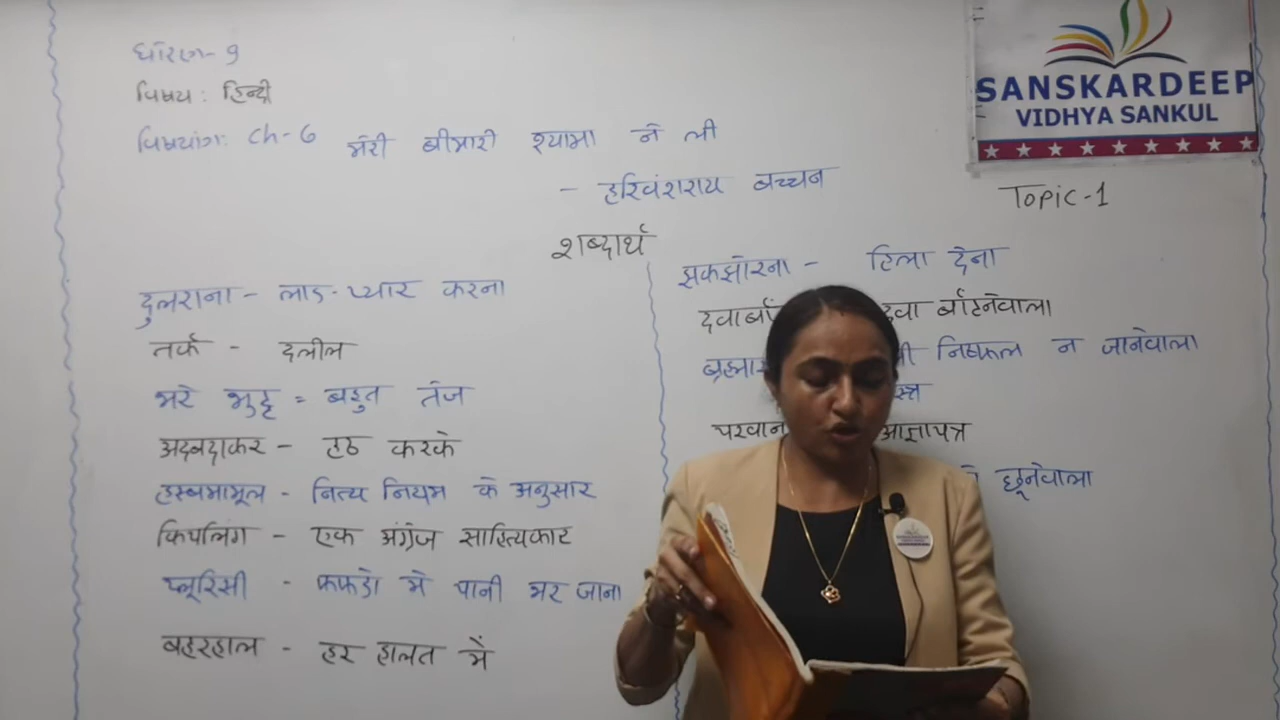 धोरण-9
विषय: हिन्दी
विषयांग: ch-6 मेरी बीमारी श्यामा ने ली
- हरिवंशराय बच्चन
SANSKARDEEP
VIDHYA SANKUL
Topic-1
शब्दार्थ
दुलराना - लाड-प्यार करना
तर्क - दलील
भरे भुट्ट = बहुत तेज
अदबदाकर - हठ करके
हस्बमामूल - नित्य नियम के अनुसार
किपलिंग - एक अंग्रेज साहित्यकार
प्लूरिसी - फेफडो मे पानी भर जाना
बहरहाल - हर हालत में
झकझोरना - हिला देना
दवा बाँटनेवाला
निष्फल न जानेवाला
आज्ञापत्र
छूनेवाला